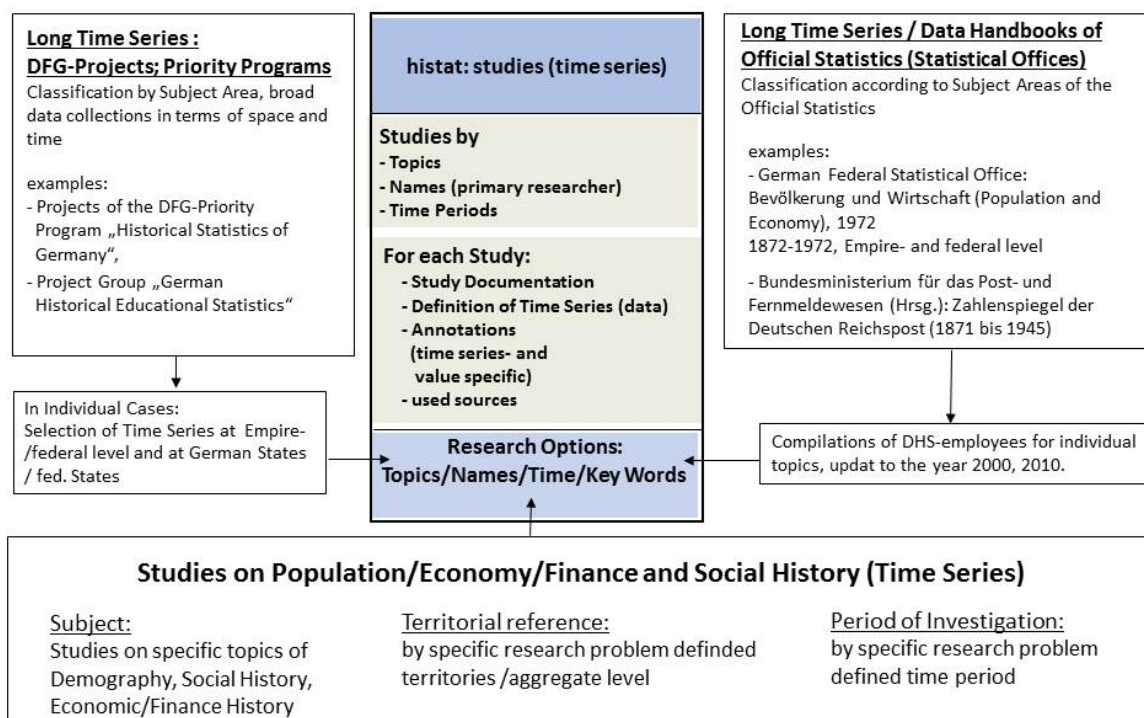 Long Time Series :
DFG-Projects; Priority Programs
Classification by Subject Area, broad
data collections in terms of space and
time
examples:
- Projects of the DFG-Priority
Program „Historical Statistics of
Germany“,
- Project Group „German
Historical Educational Statistics“
In Individual Cases:
Selection of Time Series at Empire-
/federal level and at German States
/ fed. States
histat: studies (time series)
Studies by
- Topics
- Names (primary researcher)
- Time Periods
For each Study:
- Study Documentation
- Definition of Time Series (data)
- Annotations
(time series- and
value specific)
- used sources
Research Options:
Topics/Names/Time/Key Words
Long Time Series / Data Handbooks of
Official Statistics (Statistical Offices)
Classification according to Subject Areas of the
Official Statistics
examples:
- German Federal Statistical Office:
Bevölkerung und Wirtschaft (Population and
Economy), 1972
1872-1972, Empire- and federal level
- Bundesministerium für das Post- und
Fernmeldewesen (Hrsg.): Zahlenspiegel der
Deutschen Reichspost (1871 bis 1945)
Compilations of DHS-employees for individual
topics, updat to the year 2000, 2010.
Studies on Population/Economy/Finance and Social History (Time Series)
Subject:
Studies on specific topics of
Demography, Social History,
Economic/Finance History
Territorial reference:
by specific research problem definded
territories /aggregate level
Period of Investigation:
by specific research problem
defined time period